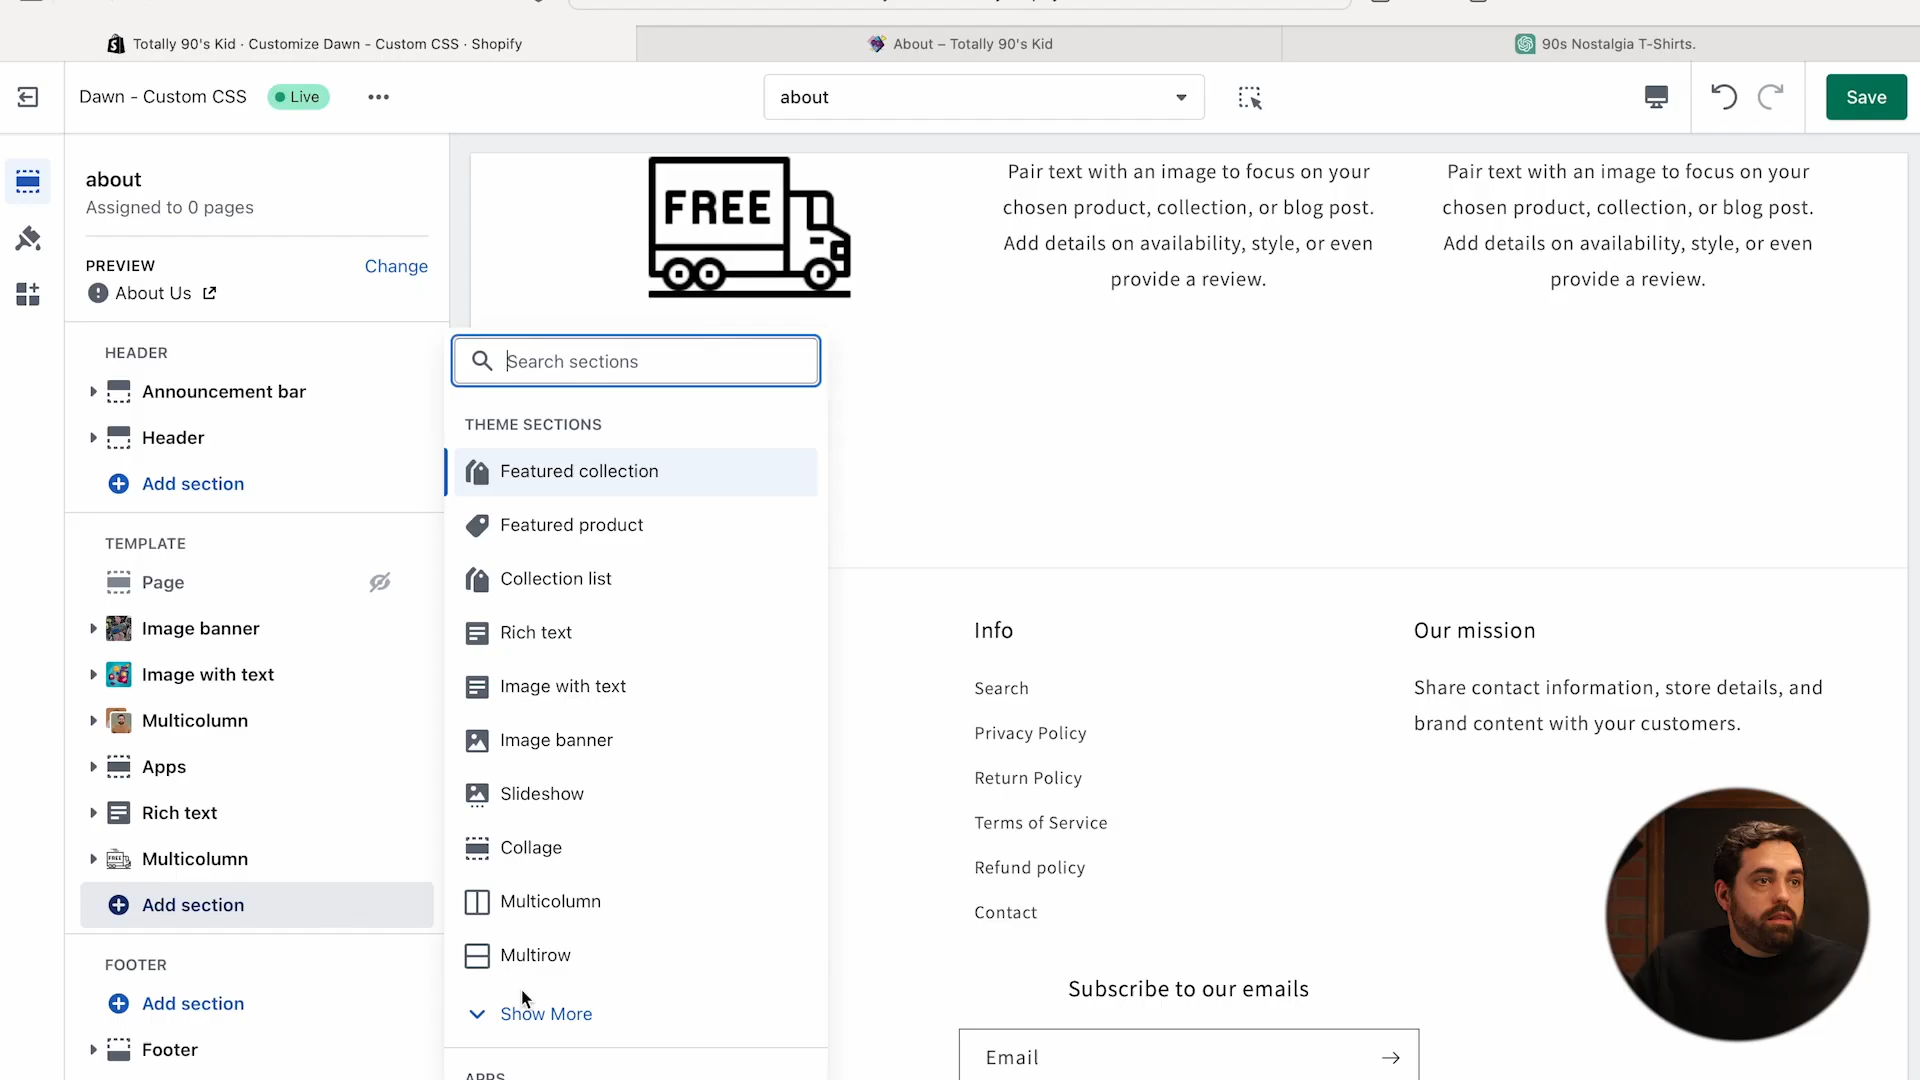 Totally 90's Kid · Customize Dawn - Custom CSS · Shopify
About – Totally 90's Kid
90s Nostalgia T-Shirts.
Dawn - Custom CSS
Live
about
Save
about
Assigned to 0 pages
PREVIEW
Change
About Us
HEADER
Announcement bar
Header
Add section
TEMPLATE
Page
Image banner
Image with text
Multicolumn
Apps
Rich text
Multicolumn
Add section
FOOTER
Add section
Footer
Search sections
THEME SECTIONS
Featured collection
Featured product
Collection list
Rich text
Image with text
Image banner
Slideshow
Collage
Multicolumn
Multirow
Show More
APPS
FREE
Pair text with an image to focus on your
chosen product, collection, or blog post.
Add details on availability, style, or even
provide a review.
Pair text with an image to focus on your
chosen product, collection, or blog post.
Add details on availability, style, or even
provide a review.
Info
Search
Privacy Policy
Return Policy
Terms of Service
Refund policy
Contact
Our mission
Share contact information, store details, and
brand content with your customers.
Subscribe to our emails
Email